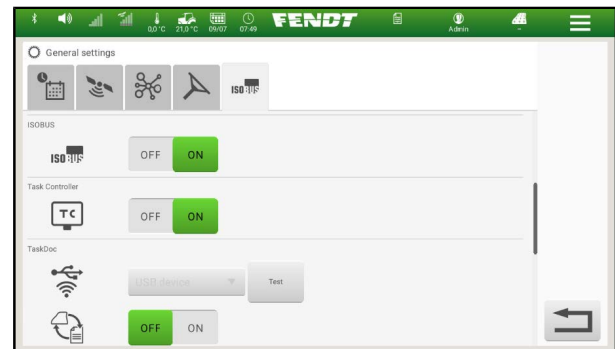 0,0°C 21,0°C 09/07 07:49 FENDT Admin -
General settings
ISOBUS
ISOBUS
ISOBUS
OFF ON
Task Controller
TC
OFF ON
TaskDoc
USB device Test
OFF ON